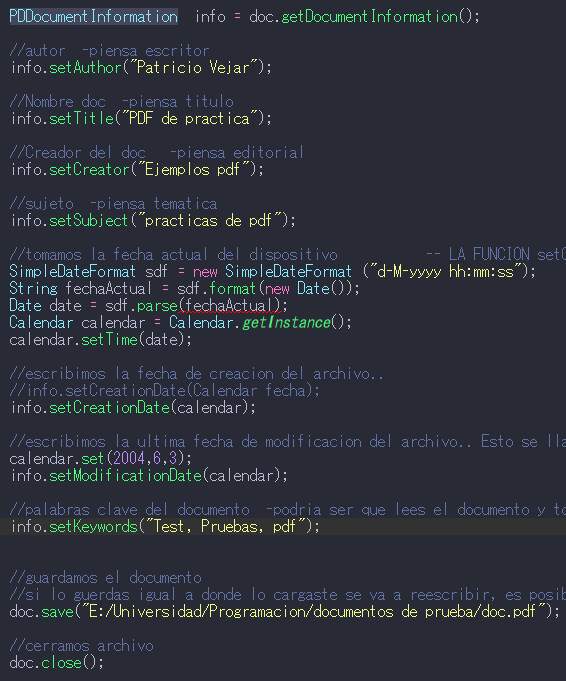 PDDocumentInformation  info = doc.getDocumentInformation();
//autor  -piensa escritor
info.setAuthor("Patricio Vejar");
//Nombre doc  -piensa titulo
info.setTitle("PDF de practica");
//Creador del doc   -piensa editorial
info.setCreator("Ejemplos pdf");
//sujeto  -piensa tematica
info.setSubject("practicas de pdf");
//tomamos la fecha actual del dispositivo           -- LA FUNCION setC
SimpleDateFormat sdf = new SimpleDateFormat ("d-M-yyyy hh:mm:ss");
String fechaActual = sdf.format(new Date());
Date date = sdf.parse(fechaActual);
Calendar calendar = Calendar.getInstance();
calendar.setTime(date);
//escribimos la fecha de creacion del archivo..
//info.setCreationDate(Calendar fecha);
info.setCreationDate(calendar);
//escribimos la ultima fecha de modificacion del archivo.. Esto se lla
calendar.set(2004,6,3);
info.setModificationDate(calendar);
//palabras clave del documento  -podria ser que lees el documento y to
info.setKeywords("Test, Pruebas, pdf");
//guardamos el documento
//si lo guerdas igual a donde lo cargaste se va a reescribir, es posib
doc.save("E:/Universidad/Programacion/documentos de prueba/doc.pdf");
//cerramos archivo
doc.close();